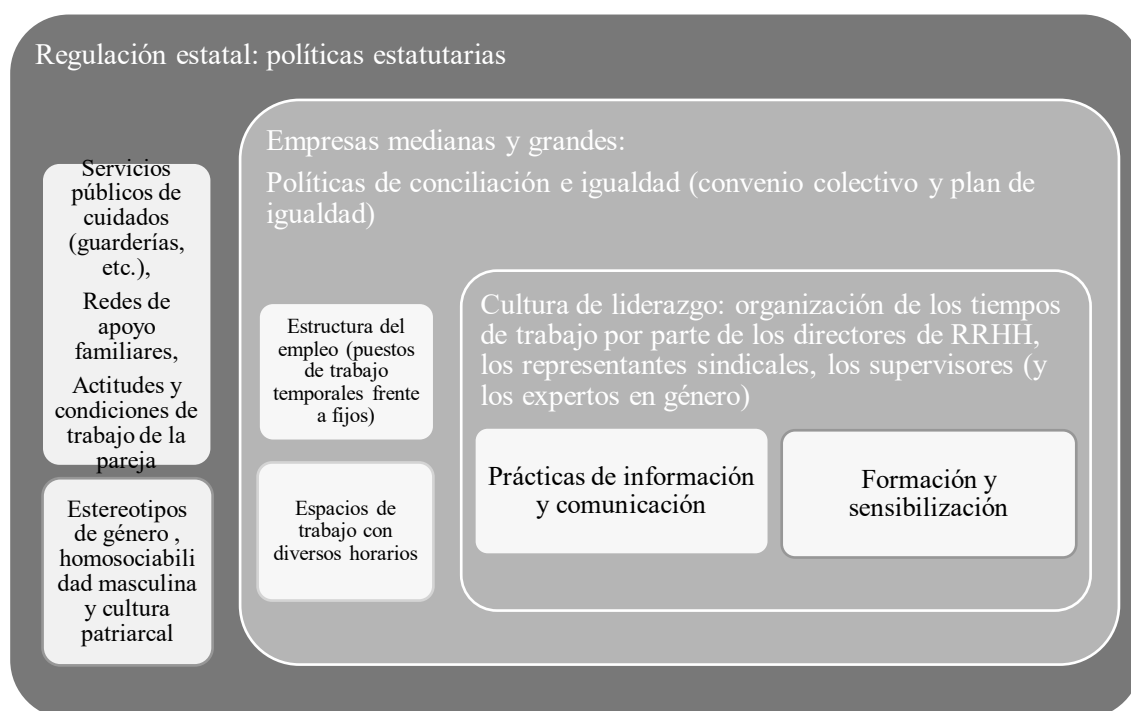 Regulación estatal: políticas estatutarias
Servicios
públicos de
cuidados
(guarderías,
etc.),
Redes de
apoyo
familiares,
Actitudes y
condiciones de
trabajo de la
pareja
Estereotipos
de género ,
homosociabili
dad masculina
y cultura
patriarcal
Empresas medianas y grandes:
Políticas de conciliación e igualdad (convenio colectivo y plan de
igualdad)
Estructura del
empleo (puestos
de trabajo
temporales frente
a fijos)
Espacios de
trabajo con
diversos horarios
Cultura de liderazgo: organización de los tiempos
de trabajo por parte de los directores de RRHH,
los representantes sindicales, los supervisores (y
los expertos en género)
Prácticas de información
y comunicación
Formación y
sensibilización